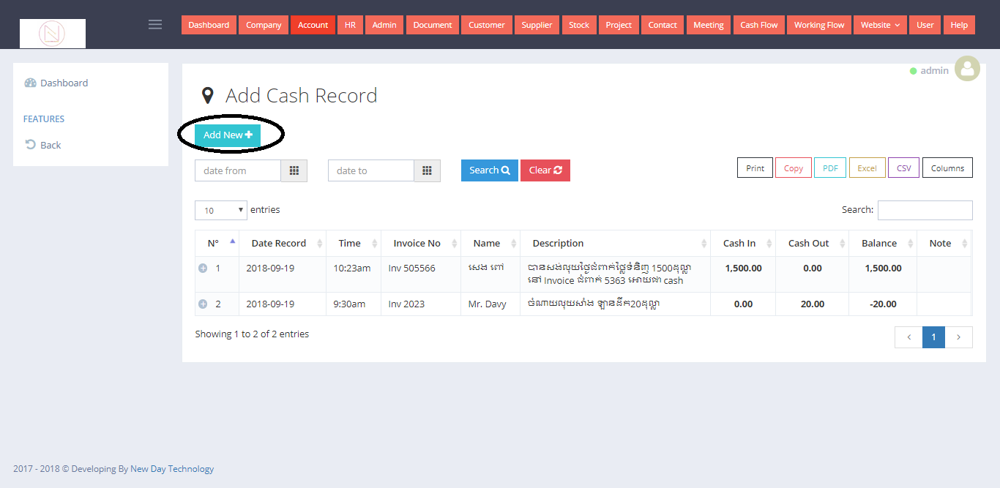 Dashboard Company Account HR Admin Document Customer Supplier Stock Project Contact Meeting Cash Flow Working Flow Website User Help
admin
Dashboard
FEATURES
Back
Add Cash Record
Add New
date from date to Search Clear Print Copy PDF Excel CSV Columns
10 entries Search:
N° Date Record Time Invoice No Name Description Cash In Cash Out Balance Note
1 2018-09-19 10:23am Inv 505566 សេង ពៅ បានសង់លុយថ្លៃជំពាក់ថ្លៃទំនិញ 1500ដុល្លា 1,500.00 0.00 1,500.00
នៅ Invoice ជំពាក់ 5363 អោយជា cash
2 2018-09-19 9:30am Inv 2023 Mr. Davy ចំណាយលុយសាំង ឡានដឹក20ដុល្លា 0.00 20.00 -20.00
Showing 1 to 2 of 2 entries
1
2017 - 2018 © Developing By New Day Technology